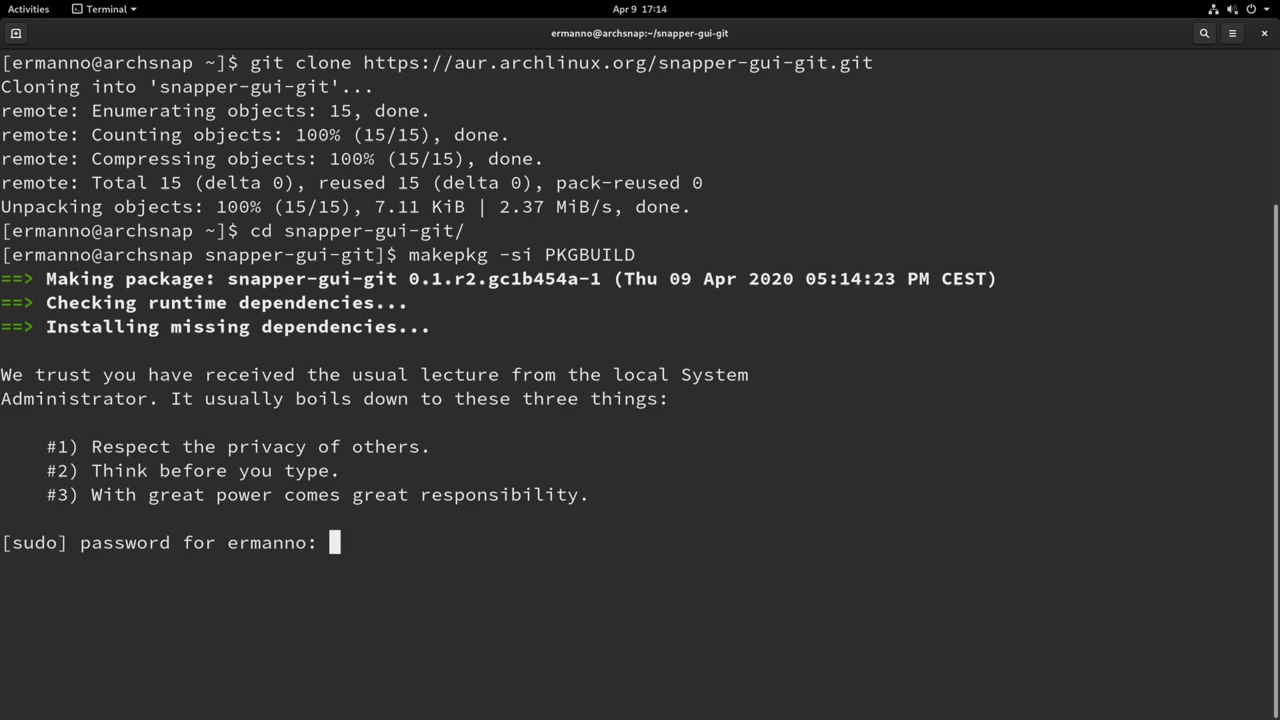 Activities
Terminal
Apr 9 17:14
ermanno@archsnap:~/snapper-gui-git
[ermanno@archsnap ~]$ git clone https://aur.archlinux.org/snapper-gui-git.git
Cloning into 'snapper-gui-git'...
remote: Enumerating objects: 15, done.
remote: Counting objects: 100% (15/15), done.
remote: Compressing objects: 100% (15/15), done.
remote: Total 15 (delta 0), reused 15 (delta 0), pack-reused 0
Unpacking objects: 100% (15/15), 7.11 KiB | 2.37 MiB/s, done.
[ermanno@archsnap ~]$ cd snapper-gui-git/
[ermanno@archsnap snapper-gui-git]$ makepkg -si PKGBUILD
==> Making package: snapper-gui-git 0.1.r2.gc1b454a-1 (Thu 09 Apr 2020 05:14:23 PM CEST)
==> Checking runtime dependencies...
==> Installing missing dependencies...
We trust you have received the usual lecture from the local System
Administrator. It usually boils down to these three things:
#1) Respect the privacy of others.
#2) Think before you type.
#3) With great power comes great responsibility.
[sudo] password for ermanno: